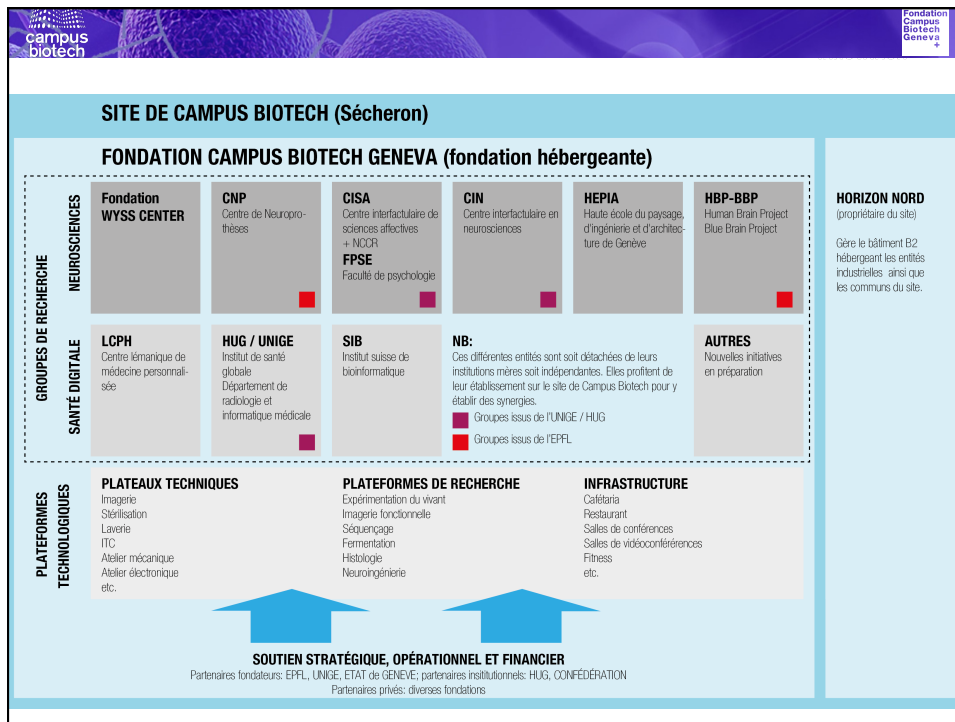 campus
biotech
Fondation
Campus
Biotech
Geneva
+
SITE DE CAMPUS BIOTECH (Sécheron)
FONDATION CAMPUS BIOTECH GENEVA (fondation hébergeante)
GROUPES DE RECHERCHE
NEUROSCIENCES
Fondation
WYSS CENTER
CNP
Centre de Neuropro-
thèses
CISA
Centre interfactulaire de
sciences affectives
+ NCCR
FPSE
Faculté de psychologie
CIN
Centre interfactulaire en
neurosciences
HEPIA
Haute école du paysage,
d'ingénierie et d'architec-
ture de Genève
HBP-BBP
Human Brain Project
Blue Brain Project
HORIZON NORD
(propriétaire du site)
Gère le bâtiment B2
hébergeant les entités
industrielles ainsi que
les communs du site.
SANTÉ DIGITALE
LCPH
Centre lémanique de
médecine personnali-
sée
HUG / UNIGE
Institut de santé
globale
Département de
radiologie et
informatique médicale
SIB
Institut suisse de
bioinformatique
NB:
Ces différentes entités sont soit détachées de leurs
institutions mères soit indépendantes. Elles profitent de
leur établissement sur le site de Campus Biotech pour y
établir des synergies.
Groupes issus de l'UNIGE / HUG
Groupes issus de l'EPFL
AUTRES
Nouvelles initiatives
en préparation
PLATEFORMES
TECHNOLOGIQUES
PLATEAUX TECHNIQUES
Imagerie
Stérilisation
Laverie
ITC
Atelier mécanique
Atelier électronique
etc.
PLATEFORMES DE RECHERCHE
Expérimentation du vivant
Imagerie fonctionnelle
Séquençage
Fermentation
Histologie
Neuroingénierie
INFRASTRUCTURE
Cafétaria
Restaurant
Salles de conférences
Salles de vidéoconférérences
Fitness
etc.
SOUTIEN STRATÉGIQUE, OPÉRATIONNEL ET FINANCIER
Partenaires fondateurs: EPFL, UNIGE, ETAT de GENEVE; partenaires insititutionnels: HUG, CONFÉDÉRATION
Partenaires privés: diverses fondations